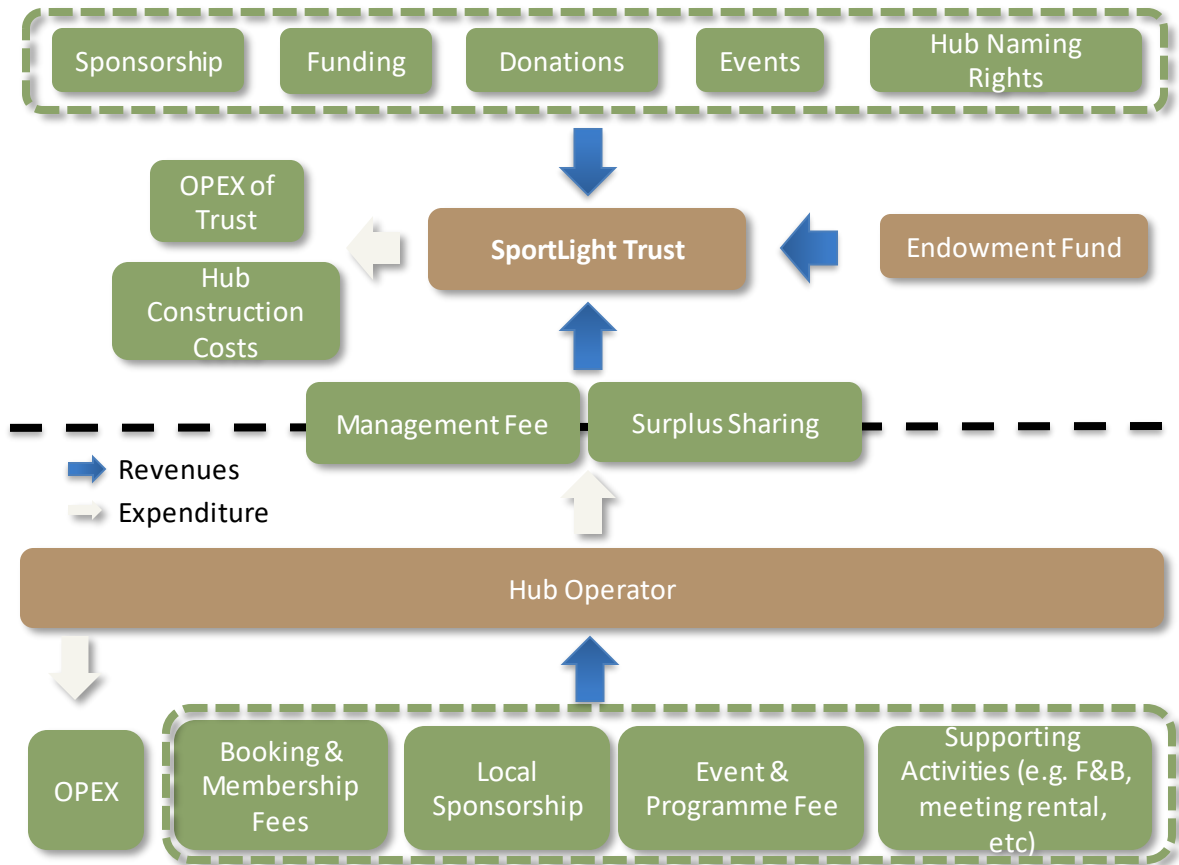 Sponsorship
Funding
Donations
Events
Hub Naming
Rights
OPEX of
Trust
SportLight Trust
Endowment Fund
Hub
Construction
Costs
Management Fee
Surplus Sharing
Revenues
Expenditure
Hub Operator
OPEX
Booking &
Membership
Fees
Local
Sponsorship
Event &
Programme Fee
Supporting
Activities (e.g. F&B,
meeting rental,
etc)